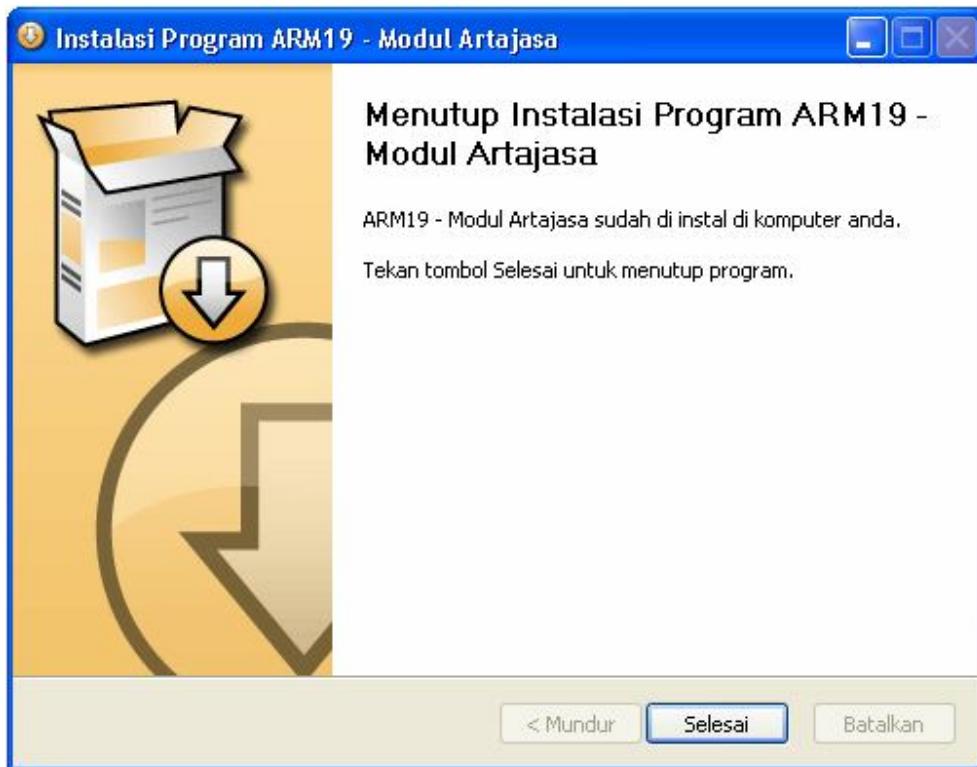 Instalasi Program ARM19 - Modul Artajasa
Menutup Instalasi Program ARM19 -
Modul Artajasa
ARM19 - Modul Artajasa sudah di instal di komputer anda.
Tekan tombol Selesai untuk menutup program.
< Mundur
Selesai
Batalkan